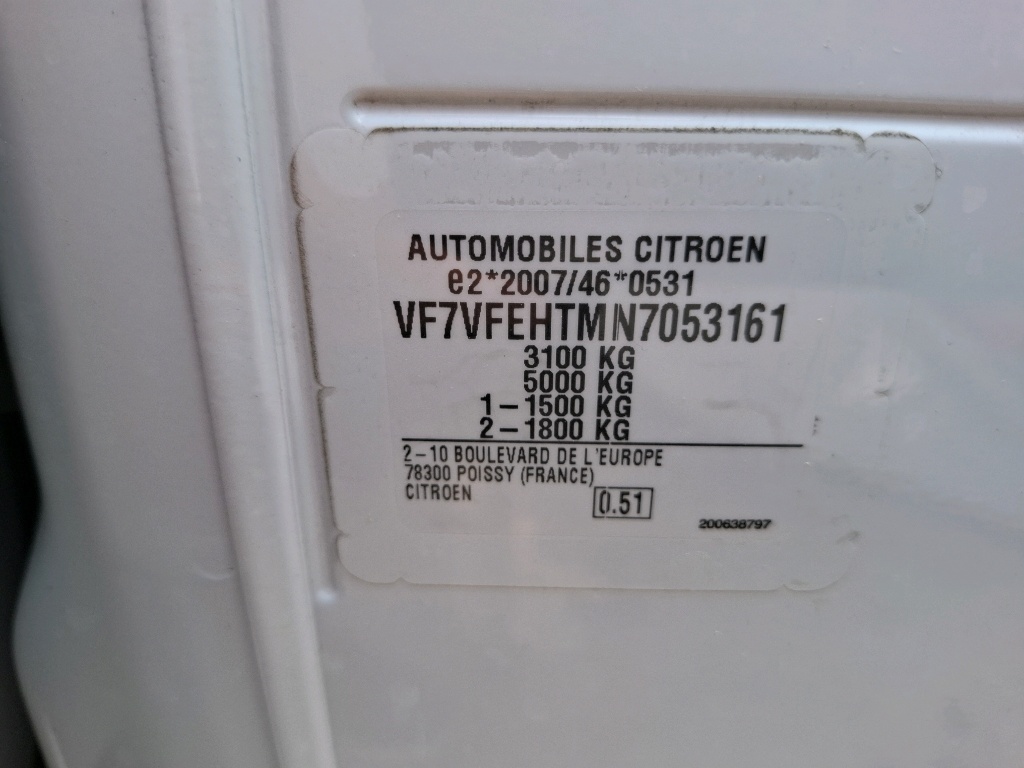 AUTOMOBILES CITROEN
e2*2007/46*0531
VF7VFEHTMN7053161
3100 KG
5000 KG
1-1500 KG
2-1800 KG
2-10 BOULEVARD DE L'EUROPE
78300 POISSY (FRANCE)
CITROEN
0.51
200638797